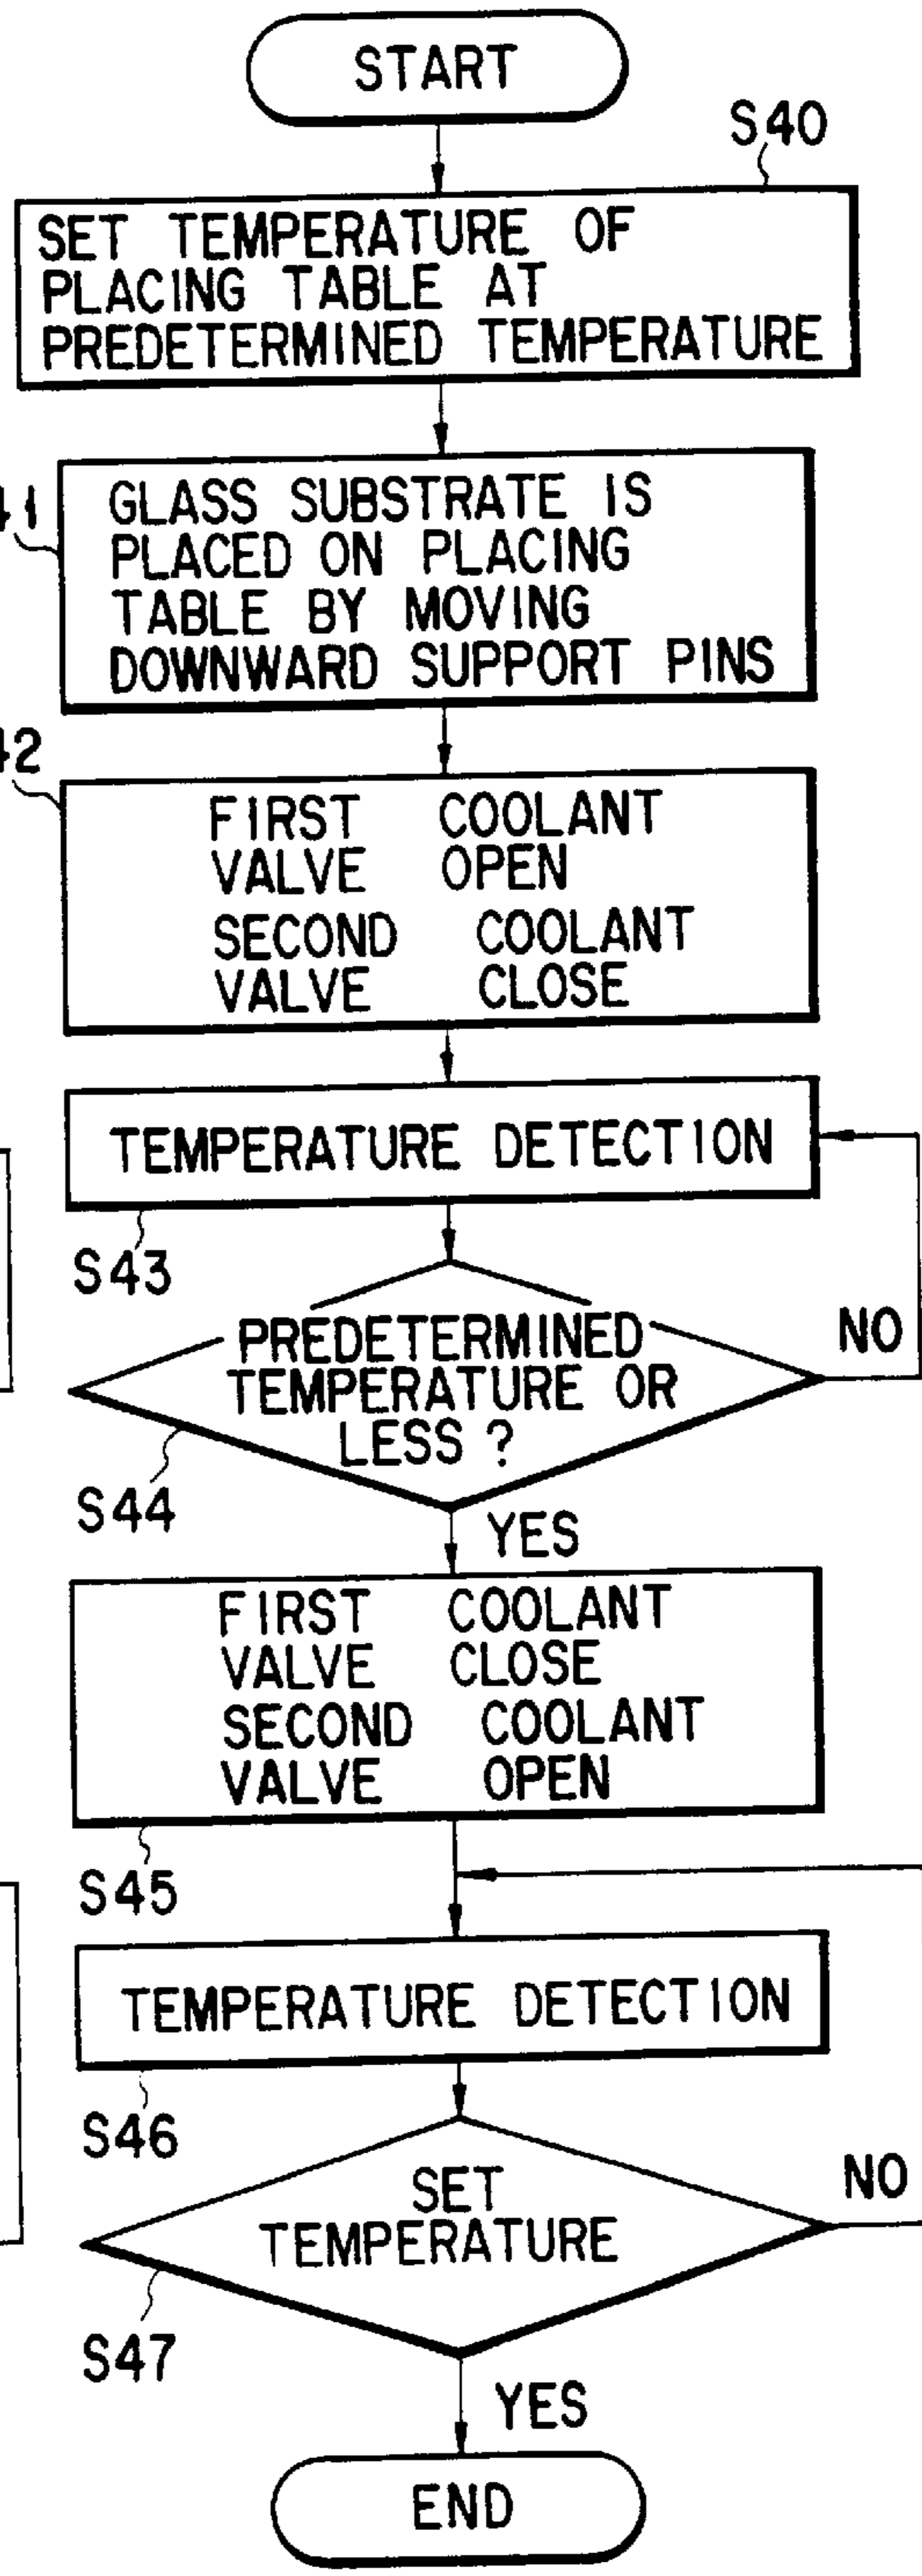 START
S40
SET TEMPERATURE OF
PLACING TABLE AT
PREDETERMINED TEMPERATURE
41
GLASS SUBSTRATE IS
PLACED ON PLACING
TABLE BY MOVING
DOWNWARD SUPPORT PINS
42
FIRST COOLANT
VALVE OPEN
SECOND COOLANT
VALVE CLOSE
TEMPERATURE DETECTION
S43
NO
PREDETERMINED
TEMPERATURE OR
LESS ?
S44
YES
FIRST COOLANT
VALVE CLOSE
SECOND COOLANT
VALVE OPEN
S45
TEMPERATURE DETECTION
S46
NO
SET
TEMPERATURE
S47
YES
END